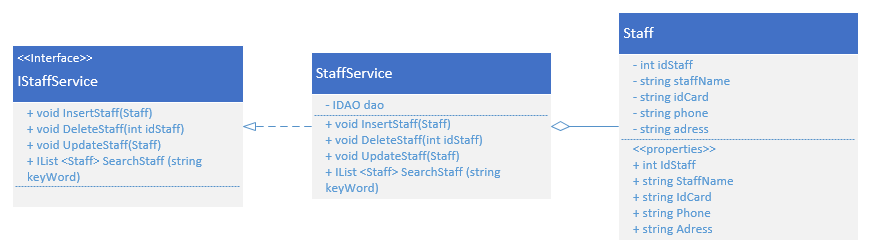 <<Interface>>
IStaffService
+ void InsertStaff(Staff)
+ void DeleteStaff(int idStaff)
+ void UpdateStaff(Staff)
+ IList <Staff> SearchStaff (string
keyWord)
StaffService
- IDAO dao
+ void InsertStaff(Staff)
+ void DeleteStaff(int idStaff)
+ void UpdateStaff(Staff)
+ IList <Staff> SearchStaff (string
keyWord)
Staff
- int idStaff
- string staffName
- string idCard
- string phone
- string adress
<<properties>>
+ int IdStaff
+ string StaffName
+ string IdCard
+ string Phone
+ string Adress